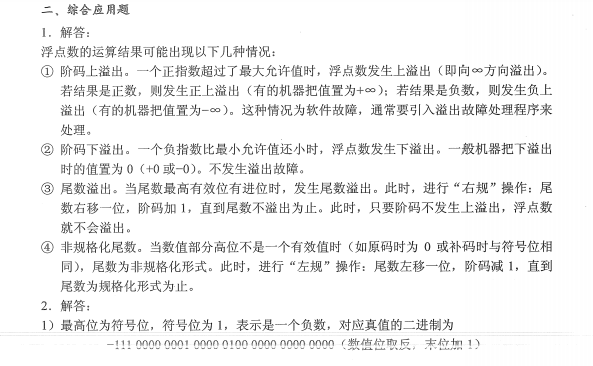 二、综合应用题
1．解答：
浮点数的运算结果可能出现以下几种情况：
① 阶码上溢出。一个正指数超过了最大允许值时，浮点数发生上溢出（即向∞方向溢出）。
若结果是正数，则发生正上溢出（有的机器把值置为+∞）；若结果是负数，则发生负上
溢出（有的机器把值置为-∞）。这种情况为软件故障，通常要引入溢出故障处理程序来
处理。
② 阶码下溢出。一个负指数比最小允许值还小时，浮点数发生下溢出。一般机器把下溢出
时的值置为 0（+0 或-0）。不发生溢出故障。
③ 尾数溢出。当尾数最高有效位有进位时，发生尾数溢出。此时，进行“右规”操作：尾
数右移一位，阶码加 1，直到尾数不溢出为止。此时，只要阶码不发生上溢出，浮点数
就不会溢出。
④ 非规格化尾数。当数值部分高位不是一个有效值时（如原码时为 0 或补码时与符号位相
同），尾数为非规格化形式。此时，进行“左规”操作：尾数左移一位，阶码减 1，直到
尾数为规格化形式为止。
2．解答：
1）最高位为符号位，符号位为 1，表示是一个负数，对应真值的二进制为
-111 0000 0001 0000 0100 0000 0000 0000（数值位取反，末位加 1）